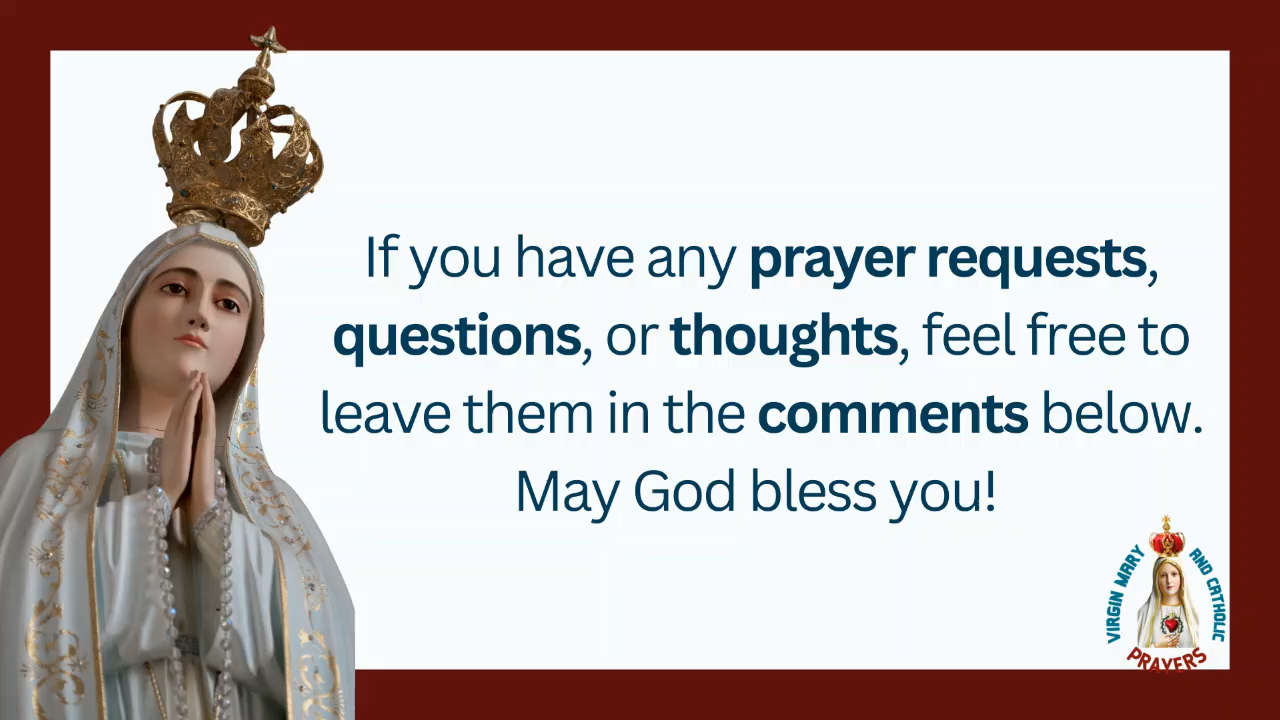 If you have any prayer requests,
questions, or thoughts, feel free to
leave them in the comments below.
May God bless you!
VIRGIN MARY
AND CATHOLIC
PRAYERS